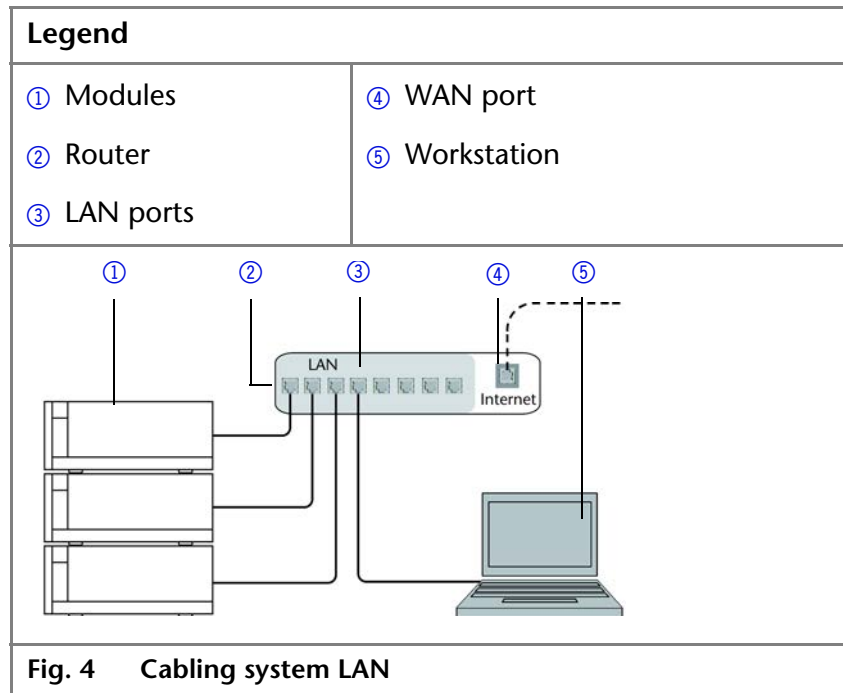 Legend
① Modules
② Router
③ LAN ports
④ WAN port
⑤ Workstation
① ② ③ ④ ⑤
LAN
Internet
Fig. 4 Cabling system LAN